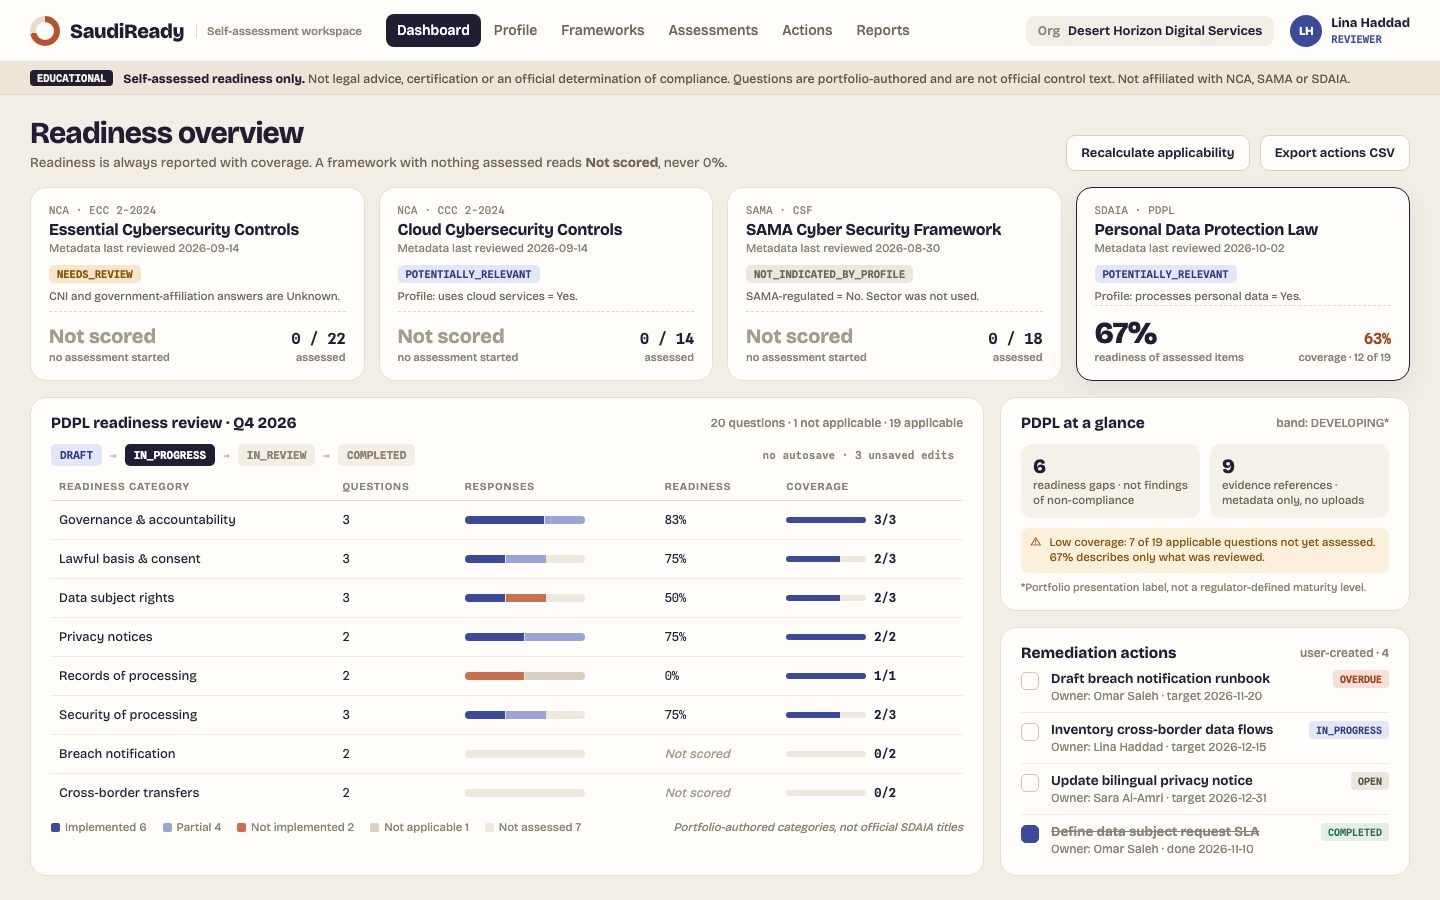 SaudiReady
Self-assessment workspace
Dashboard
Profile
Frameworks
Assessments
Actions
Reports
Org Desert Horizon Digital Services
LH
Lina Haddad
REVIEWER
EDUCATIONAL
Self-assessed readiness only. Not legal advice, certification or an official determination of compliance. Questions are portfolio-authored and are not official control text. Not affiliated with NCA, SAMA or SDAIA.
Readiness overview
Readiness is always reported with coverage. A framework with nothing assessed reads Not scored, never 0%.
Recalculate applicability
Export actions CSV
NCA · ECC 2-2024
Essential Cybersecurity Controls
Metadata last reviewed 2026-09-14
NEEDS_REVIEW
CNI and government-affiliation answers are Unknown.
Not scored
0 / 22
no assessment started
assessed
NCA · CCC 2-2024
Cloud Cybersecurity Controls
Metadata last reviewed 2026-09-14
POTENTIALLY_RELEVANT
Profile: uses cloud services = Yes.
Not scored
0 / 14
no assessment started
assessed
SAMA · CSF
SAMA Cyber Security Framework
Metadata last reviewed 2026-08-30
NOT_INDICATED_BY_PROFILE
SAMA-regulated = No. Sector was not used.
Not scored
0 / 18
no assessment started
assessed
SDAIA · PDPL
Personal Data Protection Law
Metadata last reviewed 2026-10-02
POTENTIALLY_RELEVANT
Profile: processes personal data = Yes.
67%
63%
readiness of assessed items
coverage · 12 of 19
PDPL readiness review · Q4 2026
20 questions · 1 not applicable · 19 applicable
DRAFT → IN_PROGRESS → IN_REVIEW → COMPLETED
no autosave · 3 unsaved edits
READINESS CATEGORY QUESTIONS RESPONSES READINESS COVERAGE
Governance & accountability 3 83% 3/3
Lawful basis & consent 3 75% 2/3
Data subject rights 3 50% 2/3
Privacy notices 2 75% 2/2
Records of processing 2 0% 1/1
Security of processing 3 75% 2/3
Breach notification 2 Not scored 0/2
Cross-border transfers 2 Not scored 0/2
Implemented 6 Partial 4 Not implemented 2 Not applicable 1 Not assessed 7
Portfolio-authored categories, not official SDAIA titles
PDPL at a glance
band: DEVELOPING*
6
readiness gaps · not findings
of non-compliance
9
evidence references ·
metadata only, no uploads
⚠ Low coverage: 7 of 19 applicable questions not yet assessed.
67% describes only what was reviewed.
*Portfolio presentation label, not a regulator-defined maturity level.
Remediation actions
user-created · 4
Draft breach notification runbook
OVERDUE
Owner: Omar Saleh · target 2026-11-20
Inventory cross-border data flows
IN_PROGRESS
Owner: Lina Haddad · target 2026-12-15
Update bilingual privacy notice
OPEN
Owner: Sara Al-Amri · target 2026-12-31
Define data subject request SLA
COMPLETED
Owner: Omar Saleh · done 2026-11-10